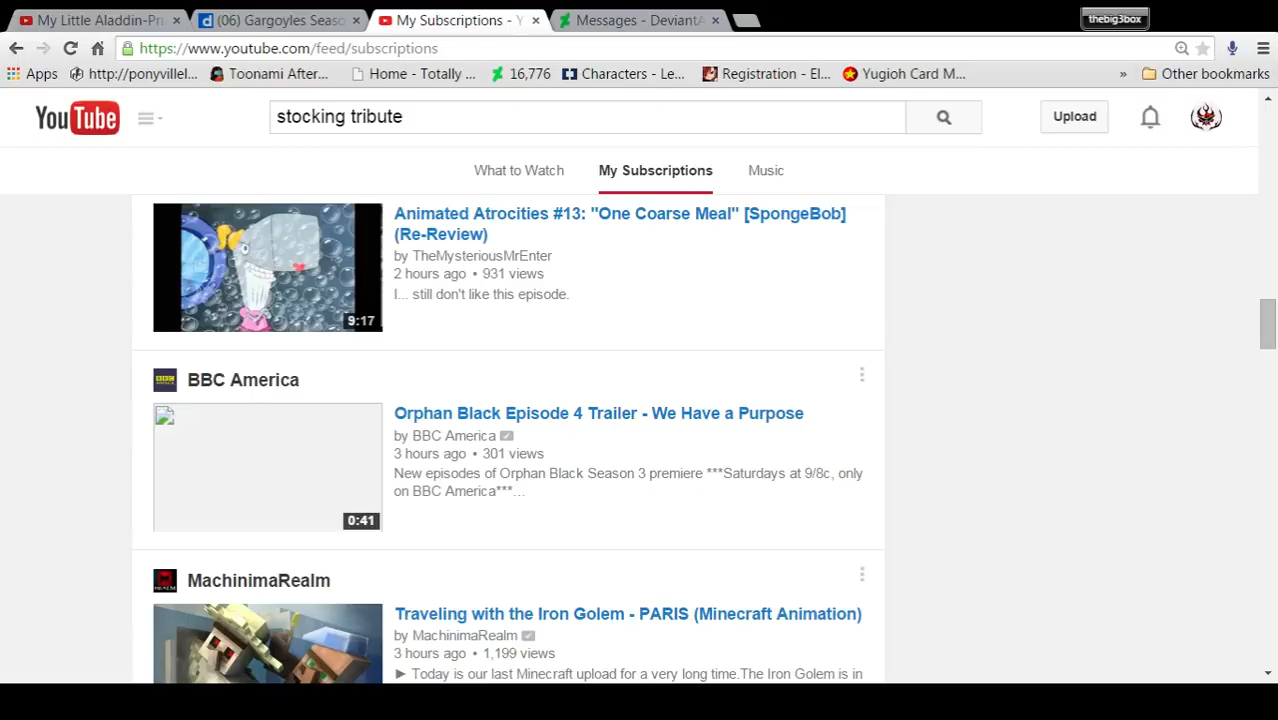 My Little Aladdin-Pri
(06) Gargoyles Seaso
My Subscriptions - Y
Messages - DeviantA
thebig3box
https://www.youtube.com/feed/subscriptions
Apps
http://ponyvillel...
Toonami After...
Home - Totally ...
16,776
Characters - Le...
Registration - El...
Yugioh Card M...
»
Other bookmarks
YouTube
stocking tribute
Upload
What to Watch
My Subscriptions
Music
Animated Atrocities #13: "One Coarse Meal" [SpongeBob]
(Re-Review)
by TheMysteriousMrEnter
2 hours ago • 931 views
I... still don't like this episode.
9:17
BBC America
Orphan Black Episode 4 Trailer - We Have a Purpose
by BBC America
3 hours ago • 301 views
New episodes of Orphan Black Season 3 premiere ***Saturdays at 9/8c, only
on BBC America***...
0:41
MachinimaRealm
Traveling with the Iron Golem - PARIS (Minecraft Animation)
by MachinimaRealm
3 hours ago • 1,199 views
► Today is our last Minecraft upload for a very long time.The Iron Golem is in